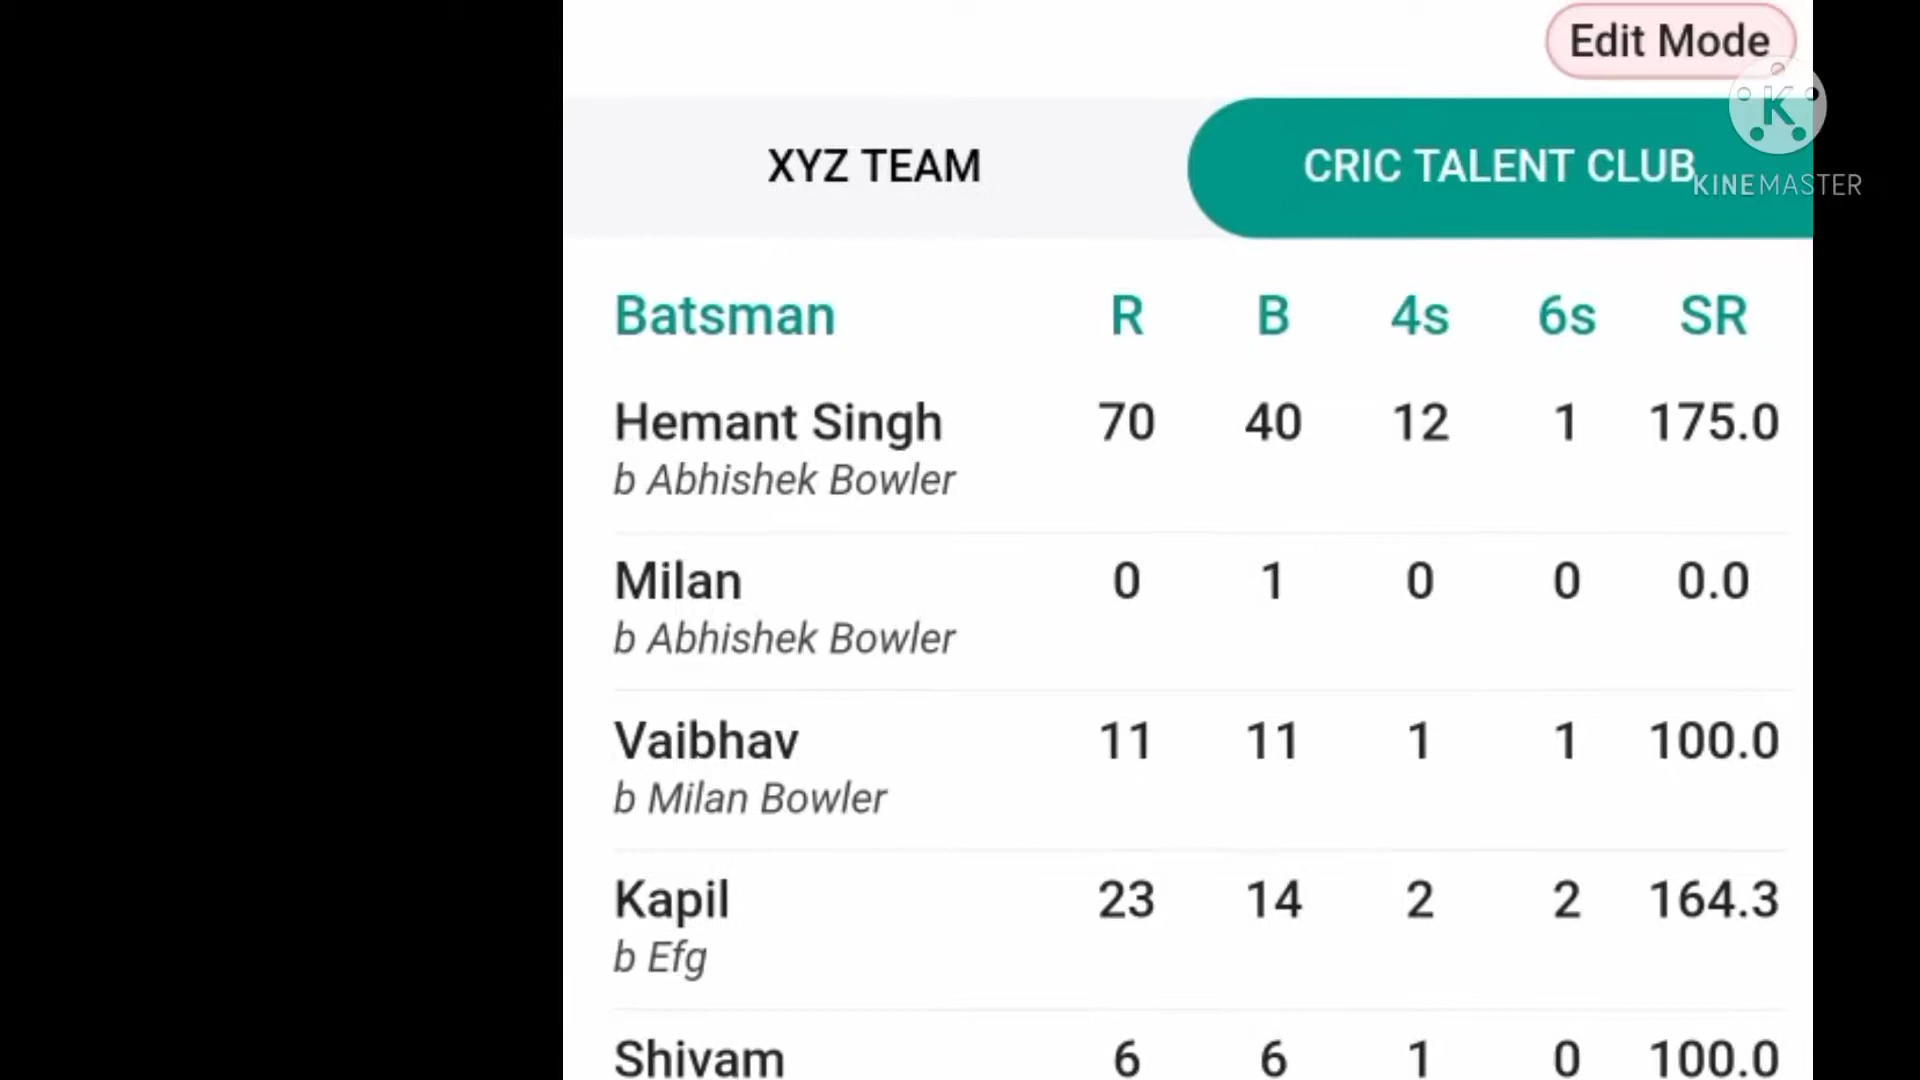 Edit Mode
XYZ TEAM CRIC TALENT CLUB
K
KINEMASTER
Batsman R B 4s 6s SR
Hemant Singh 70 40 12 1 175.0
b Abhishek Bowler
Milan 0 1 0 0 0.0
b Abhishek Bowler
Vaibhav 11 11 1 1 100.0
b Milan Bowler
Kapil 23 14 2 2 164.3
b Efg
Shivam 6 6 1 0 100.0